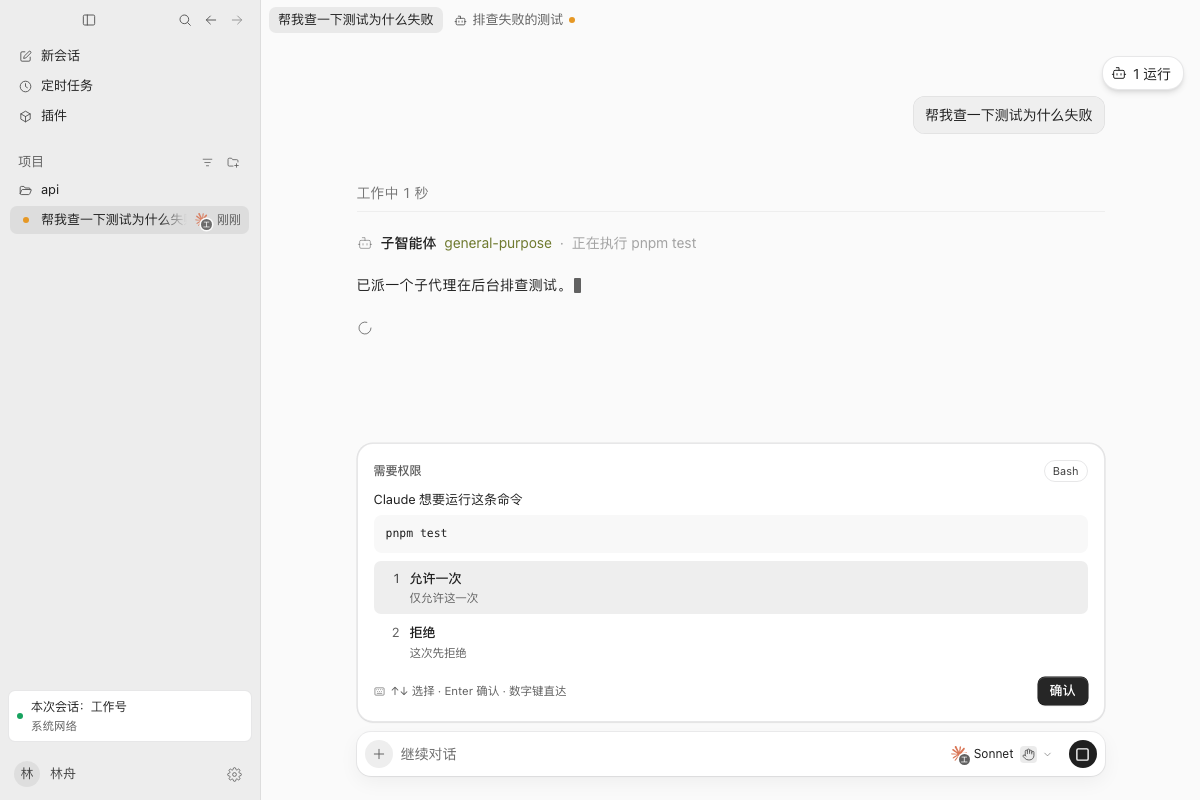 新会话
定时任务
插件
项目
api
帮我查一下测试为什么失
工
刚刚
本次会话：工作号
系统网络
林
林舟
帮我查一下测试为什么失败
排查失败的测试
1 运行
帮我查一下测试为什么失败
工作中 1 秒
子智能体 general-purpose · 正在执行 pnpm test
已派一个子代理在后台排查测试。
需要权限
Bash
Claude 想要运行这条命令
pnpm test
1 允许一次
仅允许这一次
2 拒绝
这次先拒绝
↑↓ 选择 · Enter 确认 · 数字键直达
确认
继续对话
工
Sonnet